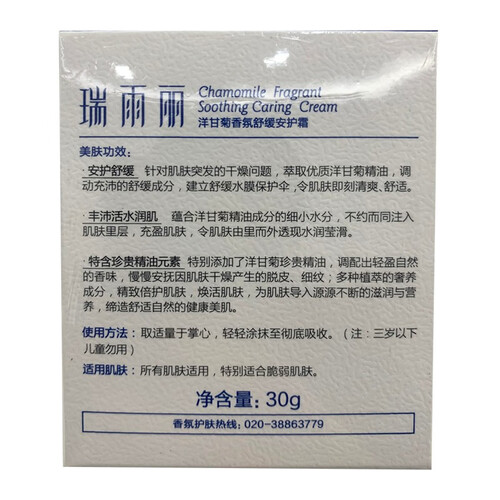 瑞雨丽
Chamomile Fragrant
Soothing Caring Cream
洋甘菊香氛舒缓安护霜
美肤功效：
·安护舒缓 针对肌肤突发的干燥问题，萃取优质洋甘菊精油，调
动充沛的舒缓成分，建立舒缓水膜保护伞，令肌肤即刻清爽、舒适。
·丰沛活水润肌 蕴合洋甘菊精油成分的细小水分，不约而同注入
肌肤里层，充盈肌肤，令肌肤由里而外透现水润莹滑。
·特含珍贵精油元素 特别添加了洋甘菊珍贵精油，调配出轻盈自然
的香味，慢慢安抚因肌肤干燥产生的脱皮、细纹；多种植萃的奢养
成分，精致倍护肌肤，焕活肌肤，为肌肤导入源源不断的滋润与营
养，缔造舒适自然的健康美肌。
使用方法：取适量于掌心，轻轻涂抹至彻底吸收。（注：三岁以下
儿童勿用）
适用肌肤：所有肌肤适用，特别适合脆弱肌肤。
净含量：30g
香氛护肤热线：020-38863779